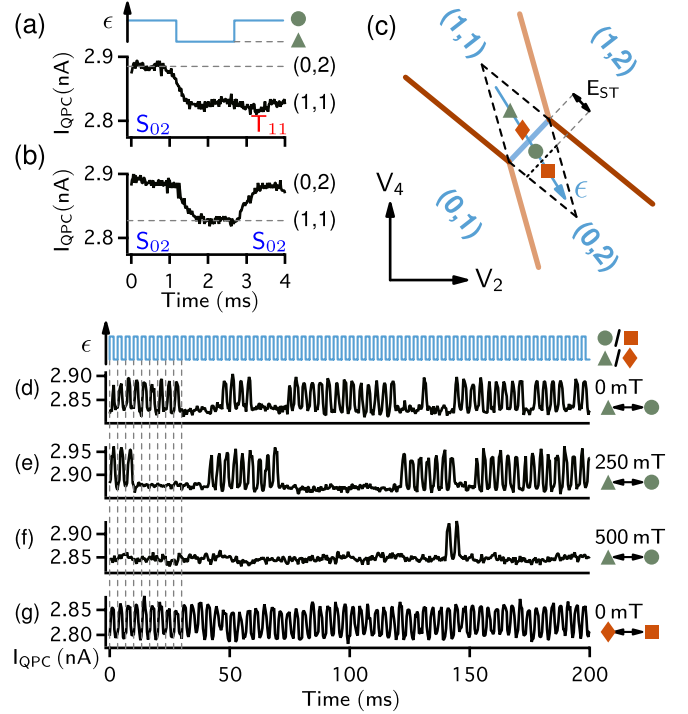 (a)
ϵ
2.9
2.8
I_QPC(nA)
(0,2)
(1,1)
S_02
T_11
(b)
2.9
2.8
I_QPC(nA)
(0,2)
(1,1)
S_02
S_02
0 1 2 3 4
Time (ms)
(c)
(1,1)
(1,2)
E_ST
(0,1)
(0,2)
ϵ
V_4
V_2
ϵ
/
/
(d)
2.90
2.85
0 mT
(e)
2.95
2.90
250 mT
(f)
2.90
2.85
500 mT
(g)
2.85
2.80
0 mT
I_QPC (nA)
0 50 100 150 200
Time (ms)